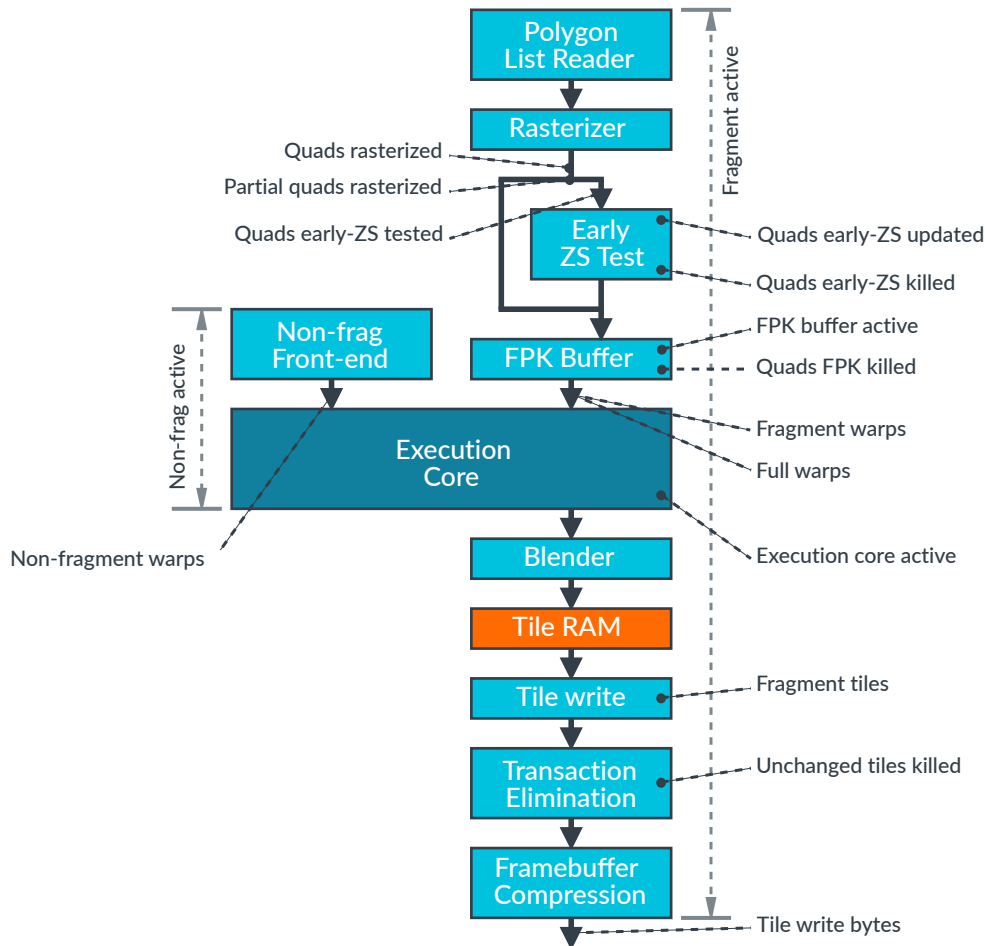 Polygon
List Reader
Fragment active
Rasterizer
Quads rasterized
Partial quads rasterized
Quads early-ZS tested
Early
ZS Test
Quads early-ZS updated
Quads early-ZS killed
Non-frag active
Non-frag
Front-end
FPK Buffer
FPK buffer active
Quads FPK killed
Fragment warps
Full warps
Execution
Core
Non-fragment warps
Execution core active
Blender
Tile RAM
Tile write
Fragment tiles
Transaction
Elimination
Unchanged tiles killed
Framebuffer
Compression
Tile write bytes